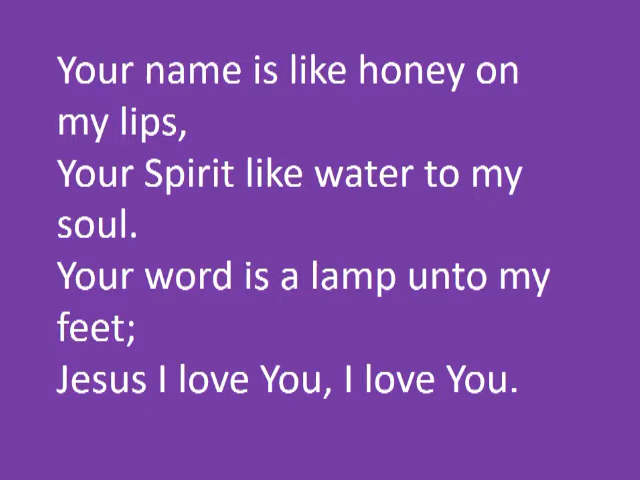 Your name is like honey on
my lips,
Your Spirit like water to my
soul.
Your word is a lamp unto my
feet;
Jesus I love You, I love You.